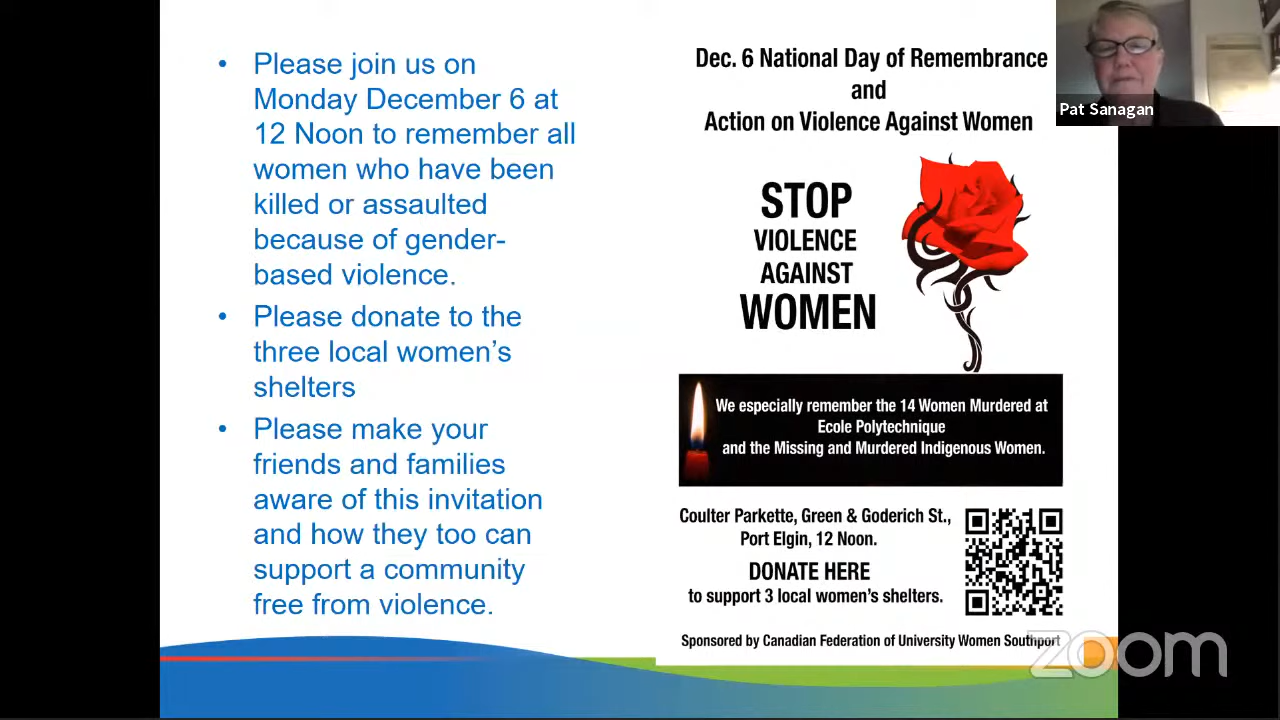 Please join us on
Monday December 6 at
12 Noon to remember all
women who have been
killed or assaulted
because of gender-
based violence.
Please donate to the
three local women’s
shelters
Please make your
friends and families
aware of this invitation
and how they too can
support a community
free from violence.
Dec. 6 National Day of Remembrance
and
Action on Violence Against Women
STOP
VIOLENCE
AGAINST
WOMEN
We especially remember the 14 Women Murdered at
Ecole Polytechnique
and the Missing and Murdered Indigenous Women.
Coulter Parkette, Green & Goderich St.,
Port Elgin, 12 Noon.
DONATE HERE
to support 3 local women’s shelters.
Sponsored by Canadian Federation of University Women Southport
Pat Sanagan
zoom